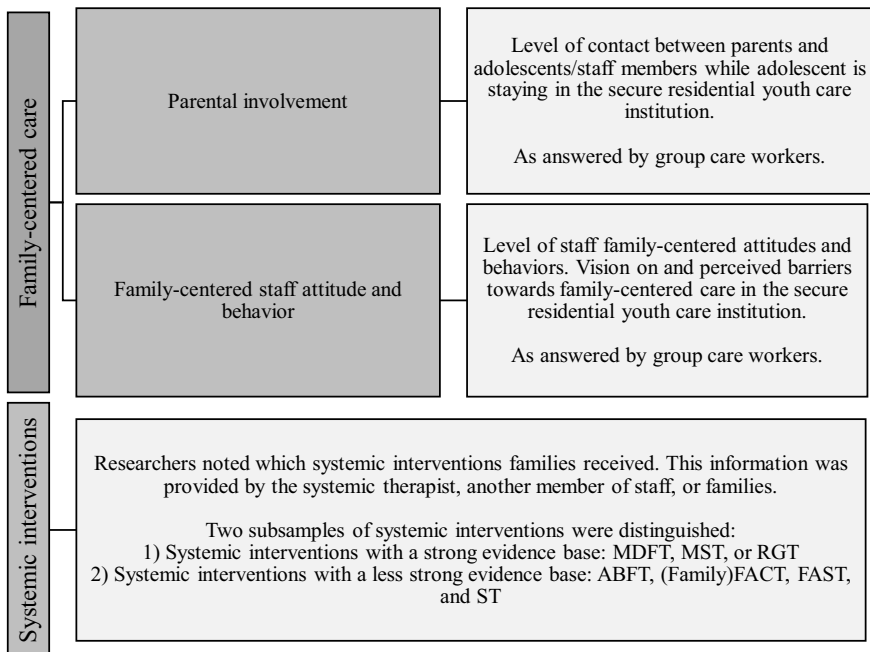 Family-centered care
Parental involvement
Level of contact between parents and
adolescents/staff members while adolescent is
staying in the secure residential youth care
institution.
As answered by group care workers.
Family-centered staff attitude and
behavior
Level of staff family-centered attitudes and
behaviors. Vision on and perceived barriers
towards family-centered care in the secure
residential youth care institution.
As answered by group care workers.
Systemic interventions
Researchers noted which systemic interventions families received. This information was
provided by the systemic therapist, another member of staff, or families.
Two subsamples of systemic interventions were distinguished:
1) Systemic interventions with a strong evidence base: MDFT, MST, or RGT
2) Systemic interventions with a less strong evidence base: ABFT, (Family)FACT, FAST,
and ST